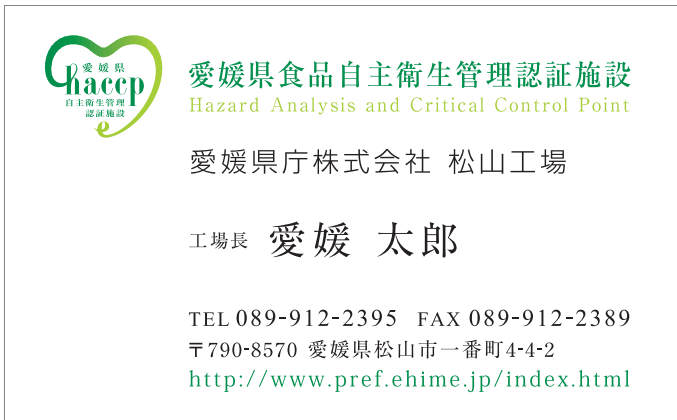 愛媛県
haccp
自主衛生管理
認証施設
愛媛県食品自主衛生管理認証施設
Hazard Analysis and Critical Control Point
愛媛県庁株式会社 松山工場
工場長 愛媛 太郎
TEL 089-912-2395 FAX 089-912-2389
〒790-8570 愛媛県松山市一番町4-4-2
http://www.pref.ehime.jp/index.html